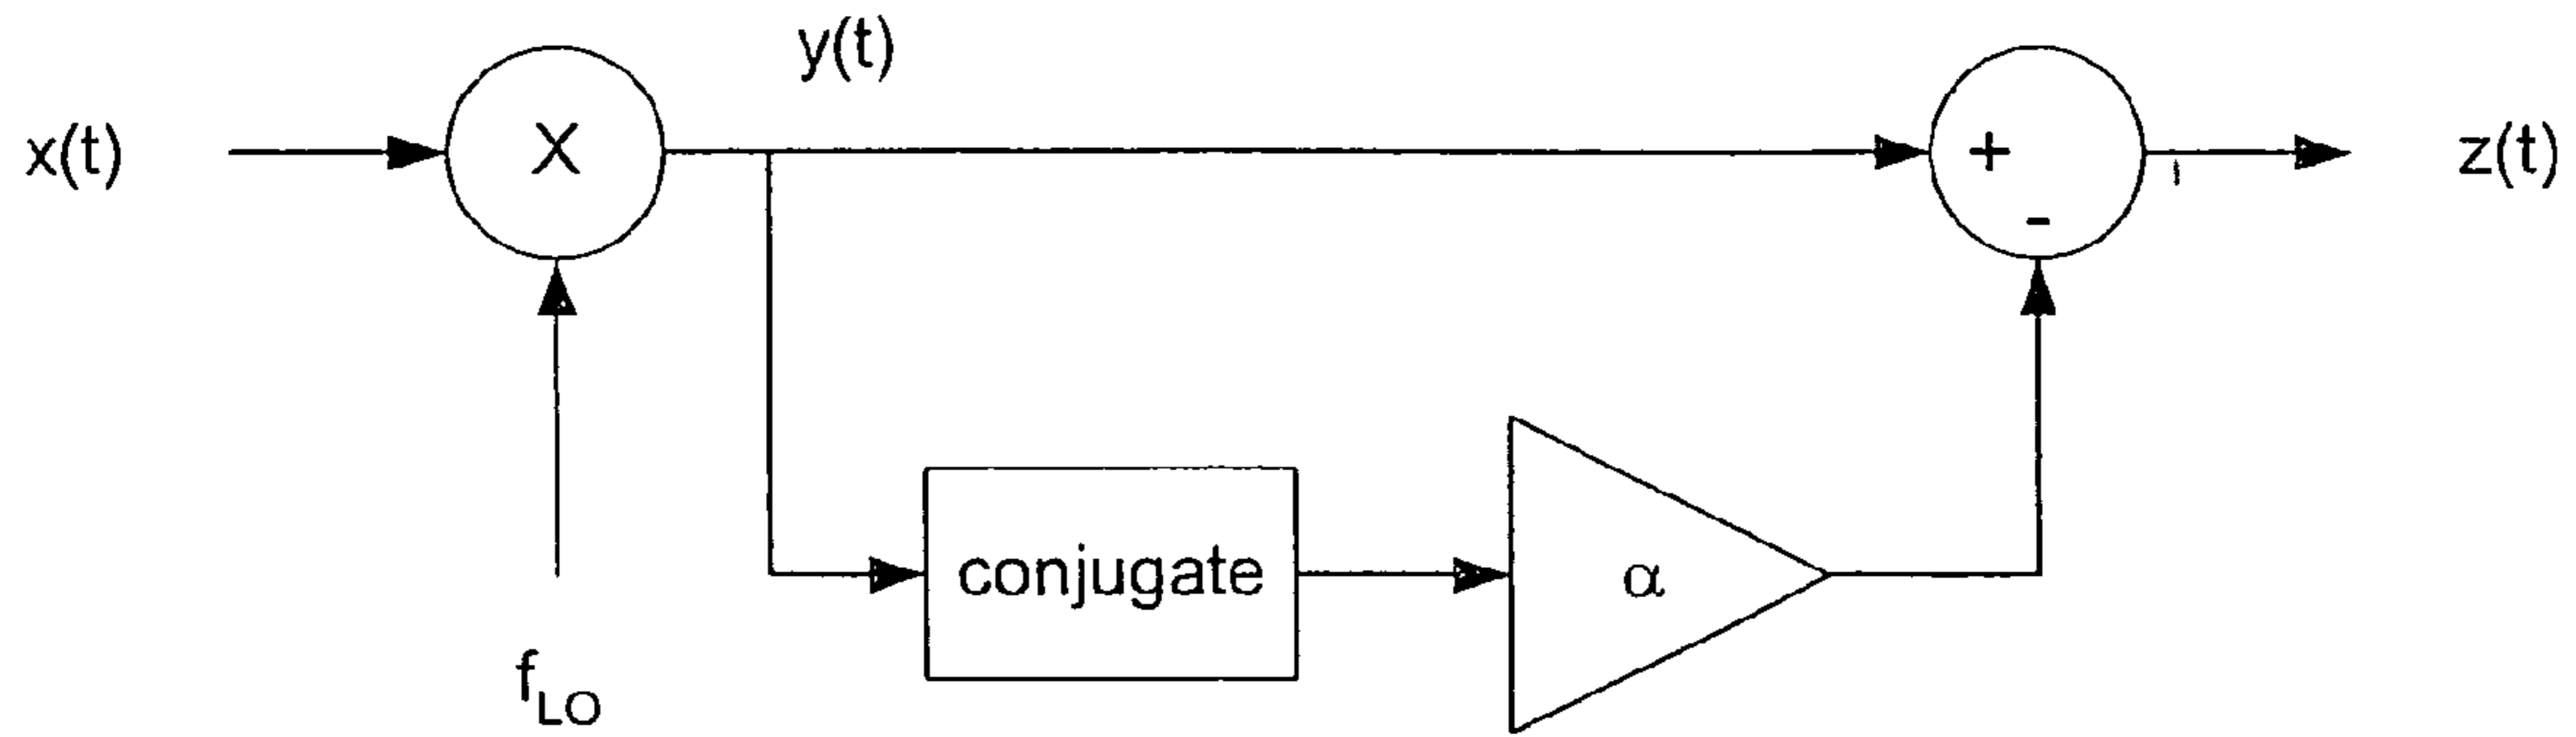 y(t)
x(t)
X
+
-
z(t)
conjugate
α
f_LO